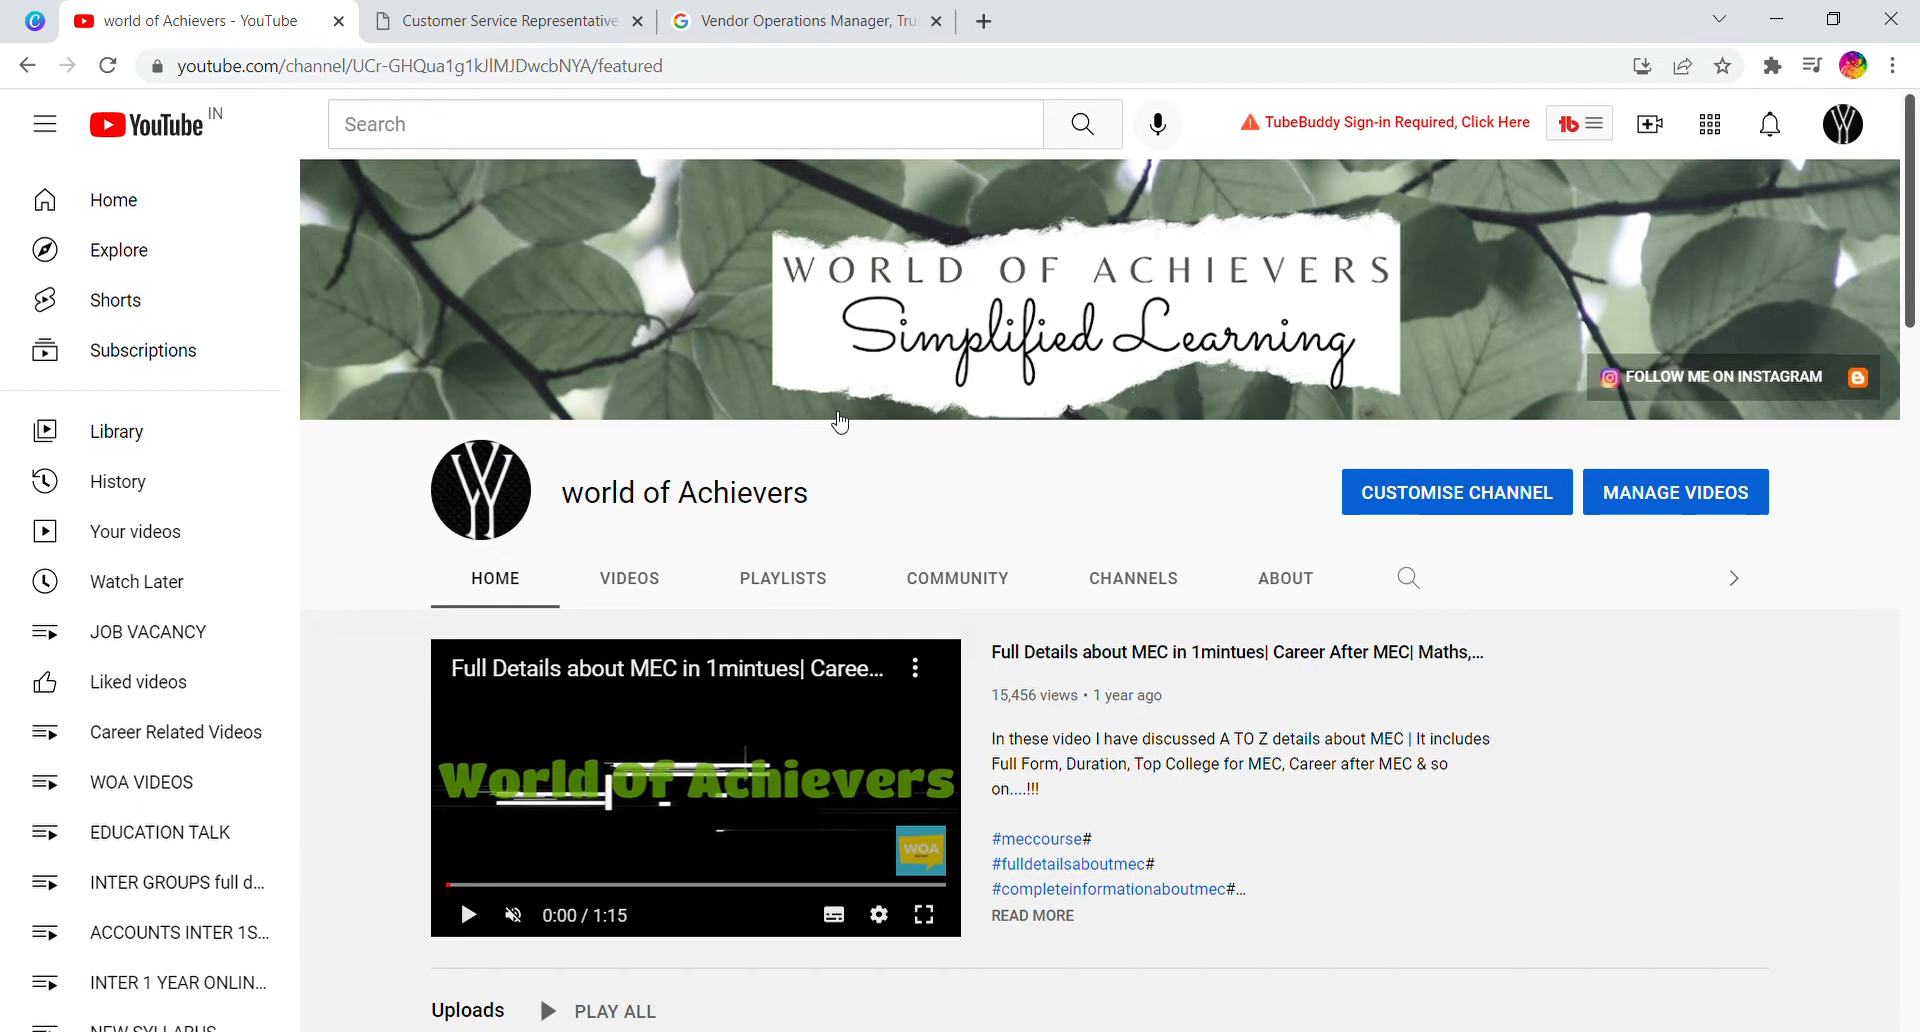 world of Achievers - YouTube
Customer Service Representative
Vendor Operations Manager, Tru
youtube.com/channel/UCr-GHQua1g1kJlMJDwcbNYA/featured
YouTube IN
Search
TubeBuddy Sign-in Required, Click Here
tb
Home
Explore
Shorts
Subscriptions
Library
History
Your videos
Watch Later
JOB VACANCY
Liked videos
Career Related Videos
WOA VIDEOS
EDUCATION TALK
INTER GROUPS full d...
ACCOUNTS INTER 1S...
INTER 1 YEAR ONLIN...
NEW SYLLABUS
WORLD OF ACHIEVERS
Simplified Learning
FOLLOW ME ON INSTAGRAM
world of Achievers
CUSTOMISE CHANNEL
MANAGE VIDEOS
HOME
VIDEOS
PLAYLISTS
COMMUNITY
CHANNELS
ABOUT
Full Details about MEC in 1mintues| Caree...
World Of Achievers
WOA
0:00 / 1:15
Full Details about MEC in 1mintues| Career After MEC| Maths,...
15,456 views • 1 year ago
In these video I have discussed A TO Z details about MEC | It includes
Full Form, Duration, Top College for MEC, Career after MEC & so
on....!!!
#meccourse#
#fulldetailsaboutmec#
#completeinformationaboutmec#...
READ MORE
Uploads
PLAY ALL